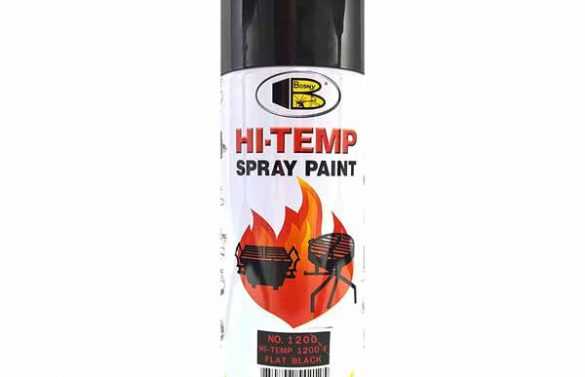 BOSNY
HI-TEMP
SPRAY PAINT
NO. 1200
HI-TEMP 1200°F
FLAT BLACK